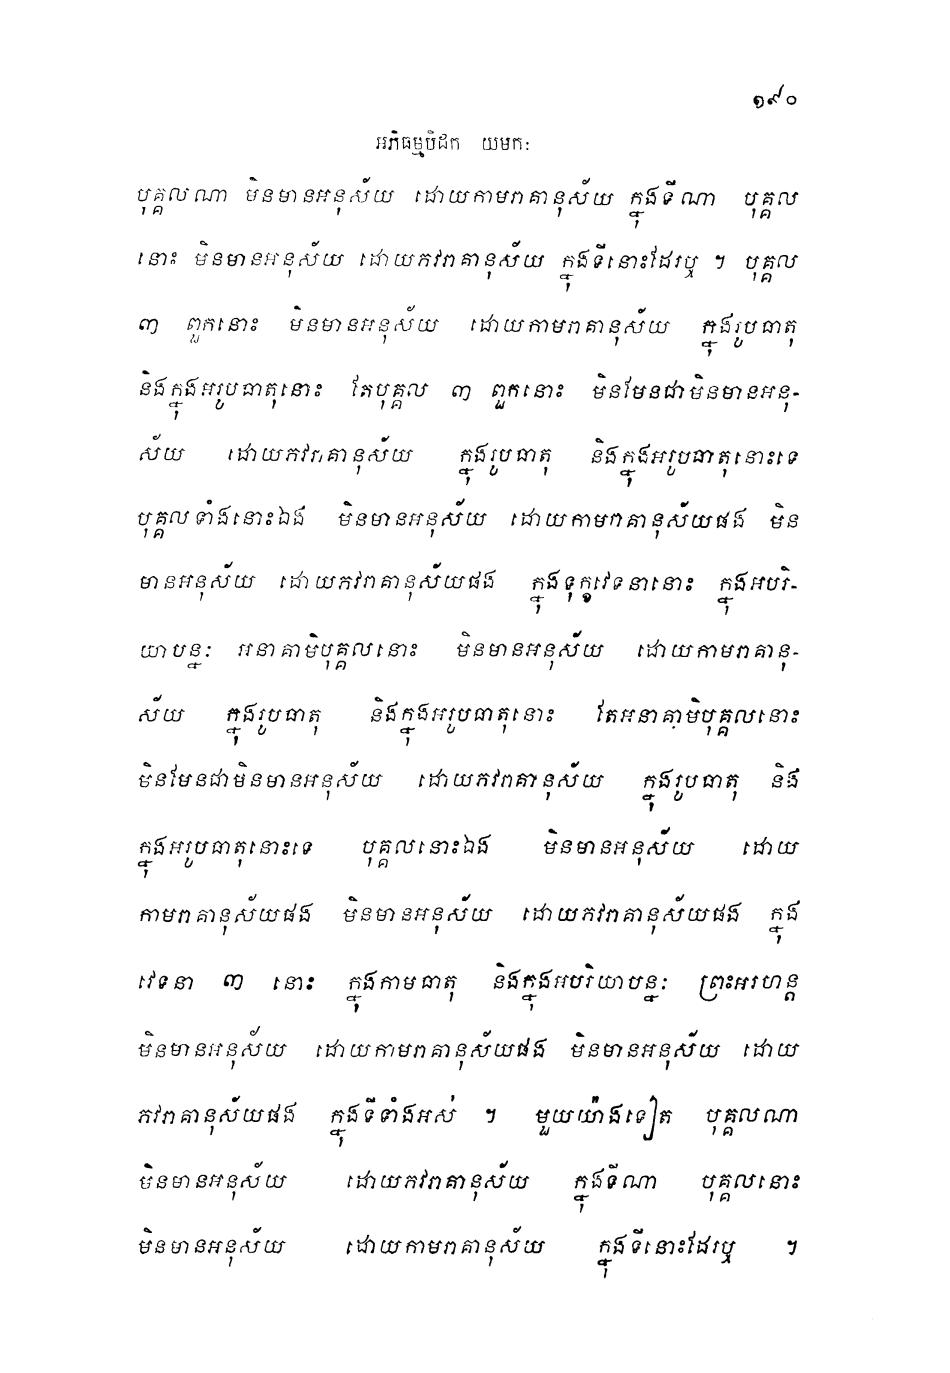 ១៩០
អភិធម្មបិដក យមកៈ
បុគ្គលណា មិនមានអនុស័យ ដោយកាមរាគានុស័យ ក្នុងទីណា បុគ្គល
នោះ មិនមានអនុស័យ ដោយភវរាគានុស័យ ក្នុងទីនោះដែរឬ ។ បុគ្គល
៣ ពួកនោះ មិនមានអនុស័យ ដោយកាមរាគានុស័យ ក្នុងរូបធាតុ
និងក្នុងអរូបធាតុនោះ តែបុគ្គល ៣ ពួកនោះ មិនមែនជាមិនមានអនុ-
ស័យ ដោយភវរាគានុស័យ ក្នុងរូបធាតុ និងក្នុងអរូបធាតុនោះទេ
បុគ្គលទាំងនោះឯង មិនមានអនុស័យ ដោយកាមរាគានុស័យផង មិន
មានអនុស័យ ដោយភវរាគានុស័យផង ក្នុងទុក្ខវេទនានោះ ក្នុងអបរិ-
យាបន្នៈ អនាគាមិបុគ្គលនោះ មិនមានអនុស័យ ដោយកាមរាគានុ-
ស័យ ក្នុងរូបធាតុ និងក្នុងអរូបធាតុនោះ តែអនាគាមិបុគ្គលនោះ
មិនមែនជាមិនមានអនុស័យ ដោយភវរាគានុស័យ ក្នុងរូបធាតុ និង
ក្នុងអរូបធាតុនោះទេ បុគ្គលនោះឯង មិនមានអនុស័យ ដោយ
កាមរាគានុស័យផង មិនមានអនុស័យ ដោយភវរាគានុស័យផង ក្នុង
វេទនា ៣ នោះ ក្នុងកាមធាតុ និងក្នុងអបរិយាបន្នៈ ព្រះអរហន្ត
មិនមានអនុស័យ ដោយកាមរាគានុស័យផង មិនមានអនុស័យ ដោយ
ភវរាគានុស័យផង ក្នុងទីទាំងអស់ ។ មួយយ៉ាងទៀត បុគ្គលណា
មិនមានអនុស័យ ដោយភវរាគានុស័យ ក្នុងទីណា បុគ្គលនោះ
មិនមានអនុស័យ ដោយកាមរាគានុស័យ ក្នុងទីនោះដែរឬ ។